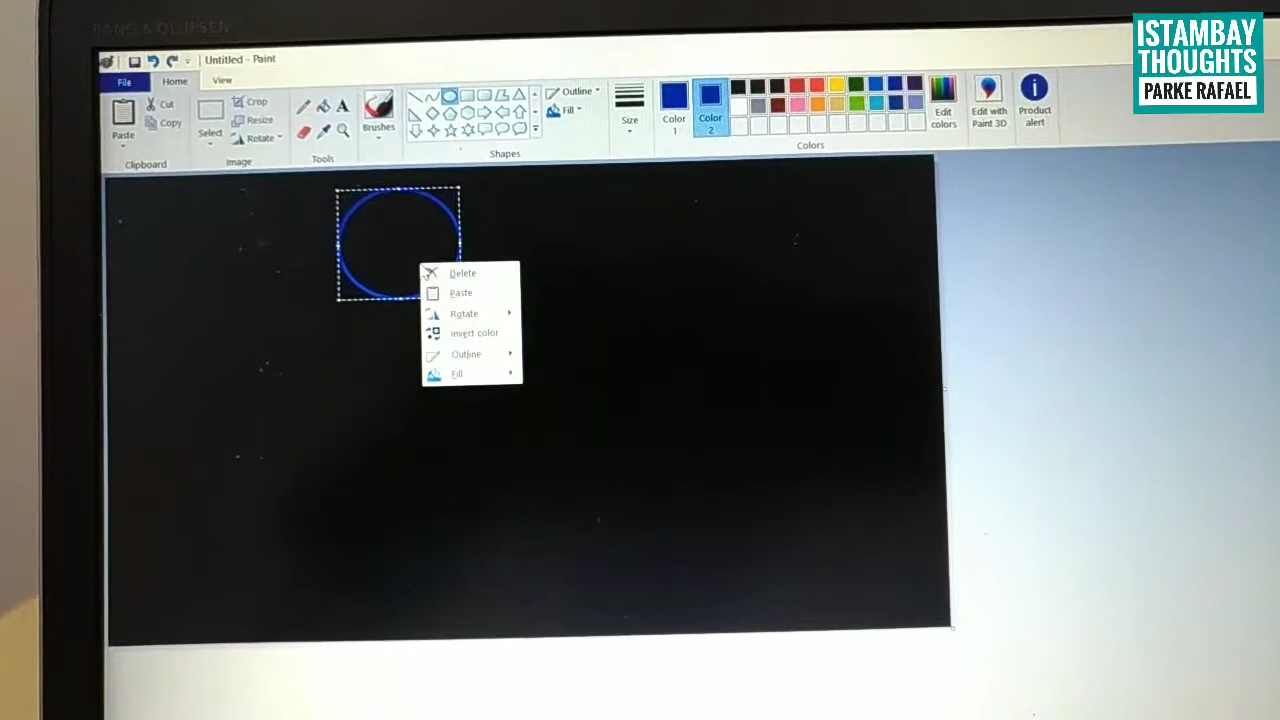 BANG & OLUFSEN
ISTAMBAY
THOUGHTS
PARKE RAFAEL
Untitled - Paint
File
Home
View
Paste
Cut
Copy
Clipboard
Select
Crop
Resize
Rotate
Image
A
Tools
Brushes
Shapes
Outline
Fill
Size
Color
1
Color
2
Colors
Edit
colors
Edit with
Paint 3D
Product
alert
Delete
Paste
Rotate
Invert color
Outline
Fill